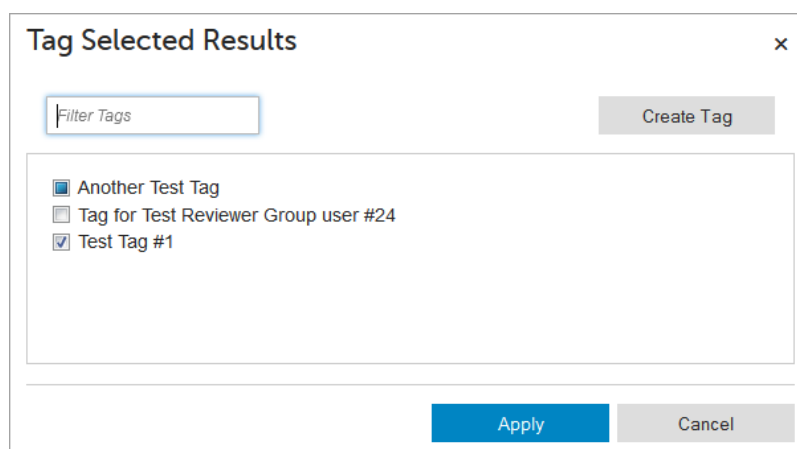 Tag Selected Results
×
Filter Tags
Create Tag
Another Test Tag
Tag for Test Reviewer Group user #24
Test Tag #1
Apply
Cancel